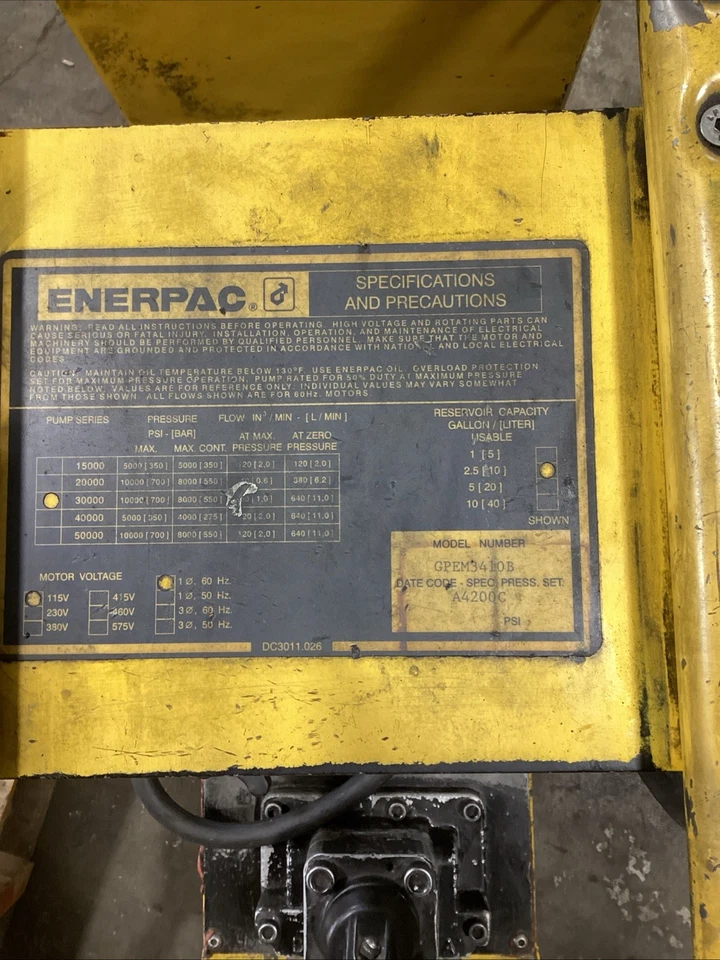 ENERPAC®
SPECIFICATIONS
AND PRECAUTIONS
WARNING: READ ALL INSTRUCTIONS BEFORE OPERATING. HIGH VOLTAGE AND ROTATING PARTS CAN
CAUSE SERIOUS OR FATAL INJURY. INSTALLATION, OPERATION, AND MAINTENANCE OF ELECTRICAL
MACHINERY SHOULD BE PERFORMED BY QUALIFIED PERSONNEL. MAKE SURE THAT THE MOTOR AND
EQUIPMENT ARE GROUNDED AND PROTECTED IN ACCORDANCE WITH AND LOCAL ELECTRICAL
CODES.
MAINTAIN OIL TEMPERATURE BELOW 130°F. USE ENERPAC OIL. OVERLOAD PROTECTION
SET FOR MAXIMUM PRESSURE OPERATION. PUMP RATED FOR 50% DUTY AT MAXIMUM PRESSURE
NOTED BELOW. VALUES ARE FOR REFERENCE ONLY. INDIVIDUAL VALUES MAY VARY SOMEWHAT
FROM THOSE SHOWN. ALL FLOWS SHOWN ARE FOR 60Hz. MOTORS.
PUMP SERIES PRESSURE FLOW IN³ / MIN - [ L / MIN ]
PSI - [BAR] AT MAX. AT ZERO
MAX. MAX. CONT. PRESSURE PRESSURE
15000 5000 [ 350 ] 5000 [ 350 ] 120 [ 2,0 ] 120 [ 2,0 ]
20000 10000 [ 700 ] 8000 [ 550 ] 380 [ 6,2 ]
30000 10000 [ 700 ] 8000 [ 550 ] 640 [ 11,0 ]
40000 5000 [ 350 ] 4000 [ 275 ] 120 [ 2,0 ] 640 [ 11,0 ]
50000 10000 [ 700 ] 8000 [ 550 ] 120 [ 2,0 ] 640 [ 11,0 ]
RESERVOIR CAPACITY
GALLON / [LITER]
USABLE
1 [ 5 ]
2.5 [ 10 ]
5 [ 20 ]
10 [ 40 ]
SHOWN
MOTOR VOLTAGE
115V 415V 1Ø, 60 Hz.
230V 460V 1Ø, 50 Hz.
380V 575V 3Ø, 60 Hz.
3Ø, 50 Hz.
MODEL NUMBER
GPEM3410B
DATE CODE - SPEC. PRESS. SET.
A4200C
PSI
DC3011.026